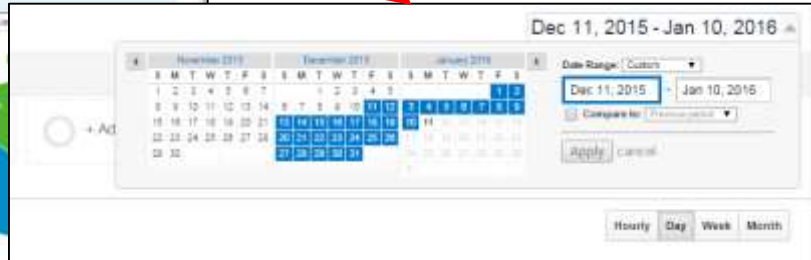 Dec 11, 2015 - Jan 10, 2016
November 2015 December 2015 January 2016
S M T W T F S S M T W T F S S M T W T F S
1 2 3 4 5 6 7 1 2 3 4 5 1 2
8 9 10 11 12 13 14 6 7 8 9 10 11 12 3 4 5 6 7 8 9
15 16 17 18 19 20 21 13 14 15 16 17 18 19 10 11
22 23 24 25 26 27 28 20 21 22 23 24 25 26
29 30 27 28 29 30 31
Date Range: Custom
Dec 11, 2015 - Jan 10, 2016
Compare to: Previous period
Apply cancel
+ Ad
Hourly Day Week Month